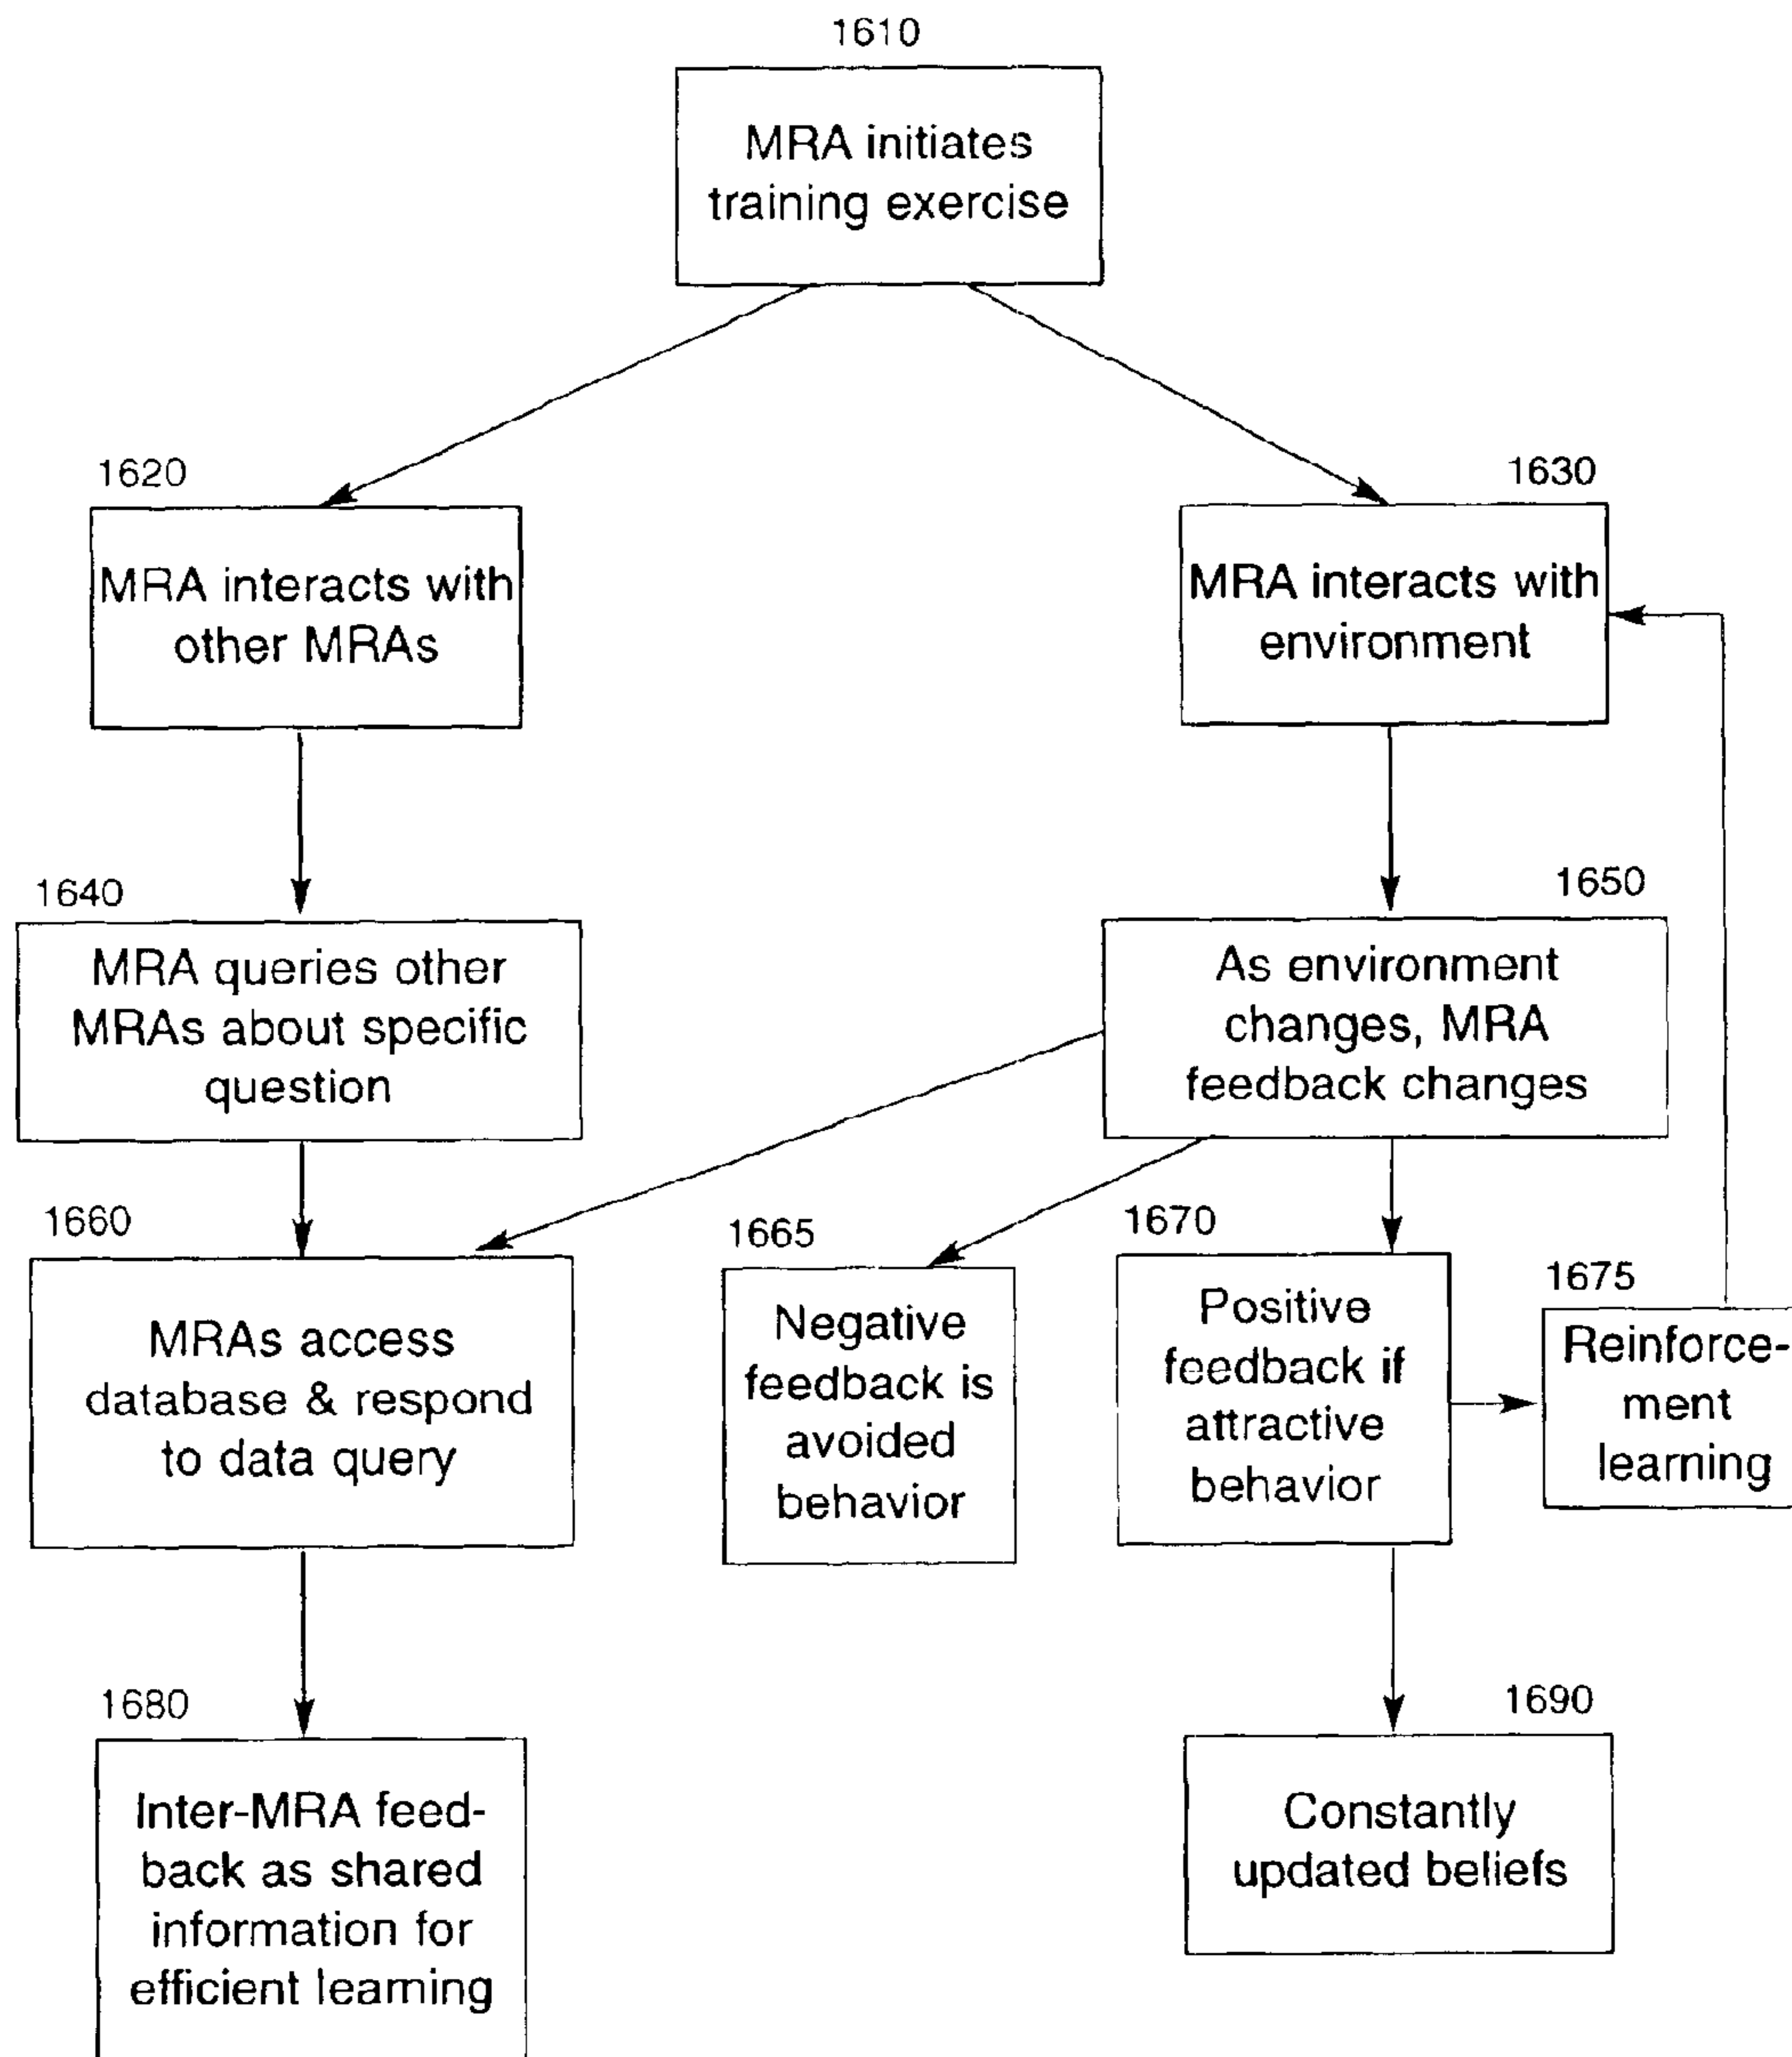 1610
MRA initiates
training exercise
1620
MRA interacts with
other MRAs
1630
MRA interacts with
environment
1640
MRA queries other
MRAs about specific
question
1650
As environment
changes, MRA
feedback changes
1660
MRAs access
database & respond
to data query
1665
Negative
feedback is
avoided
behavior
1670
Positive
feedback if
attractive
behavior
1675
Reinforce-
ment
learning
1680
Inter-MRA feed-
back as shared
information for
efficient learning
1690
Constantly
updated beliefs